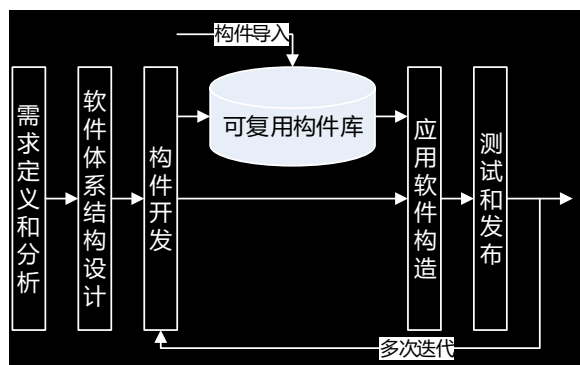 构件导入
可复用构件库
需求定义和分析
软件体系结构设计
构件开发
应用软件构造
测试和发布
多次迭代